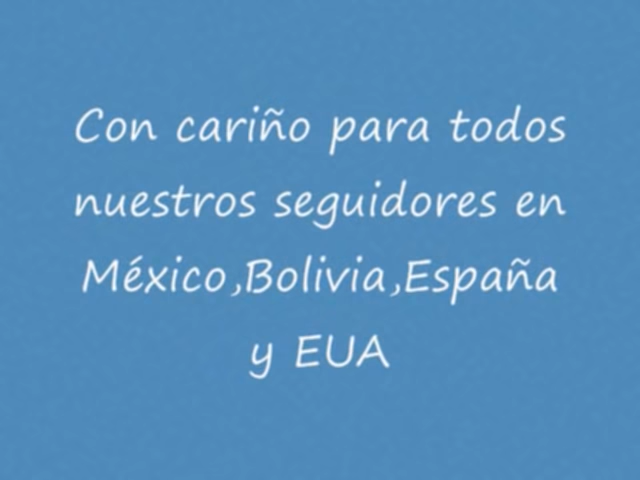 Con cariño para todos
nuestros seguidores en
México,Bolivia,España
y EUA